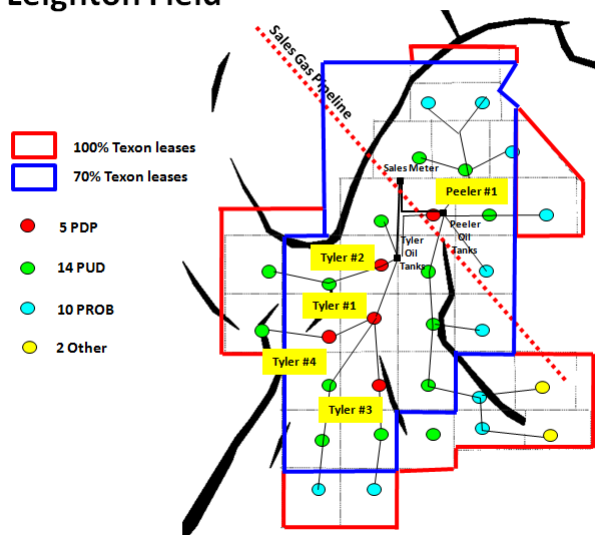 Leighton Field
Sales Gas Pipeline
100% Texon leases
70% Texon leases
Sales Meter
Peeler #1
5 PDP
Peeler
Oil
Tanks
Tyler
Oil
Tanks
Tyler #2
14 PUD
Tyler #1
10 PROB
2 Other
Tyler #4
Tyler #3